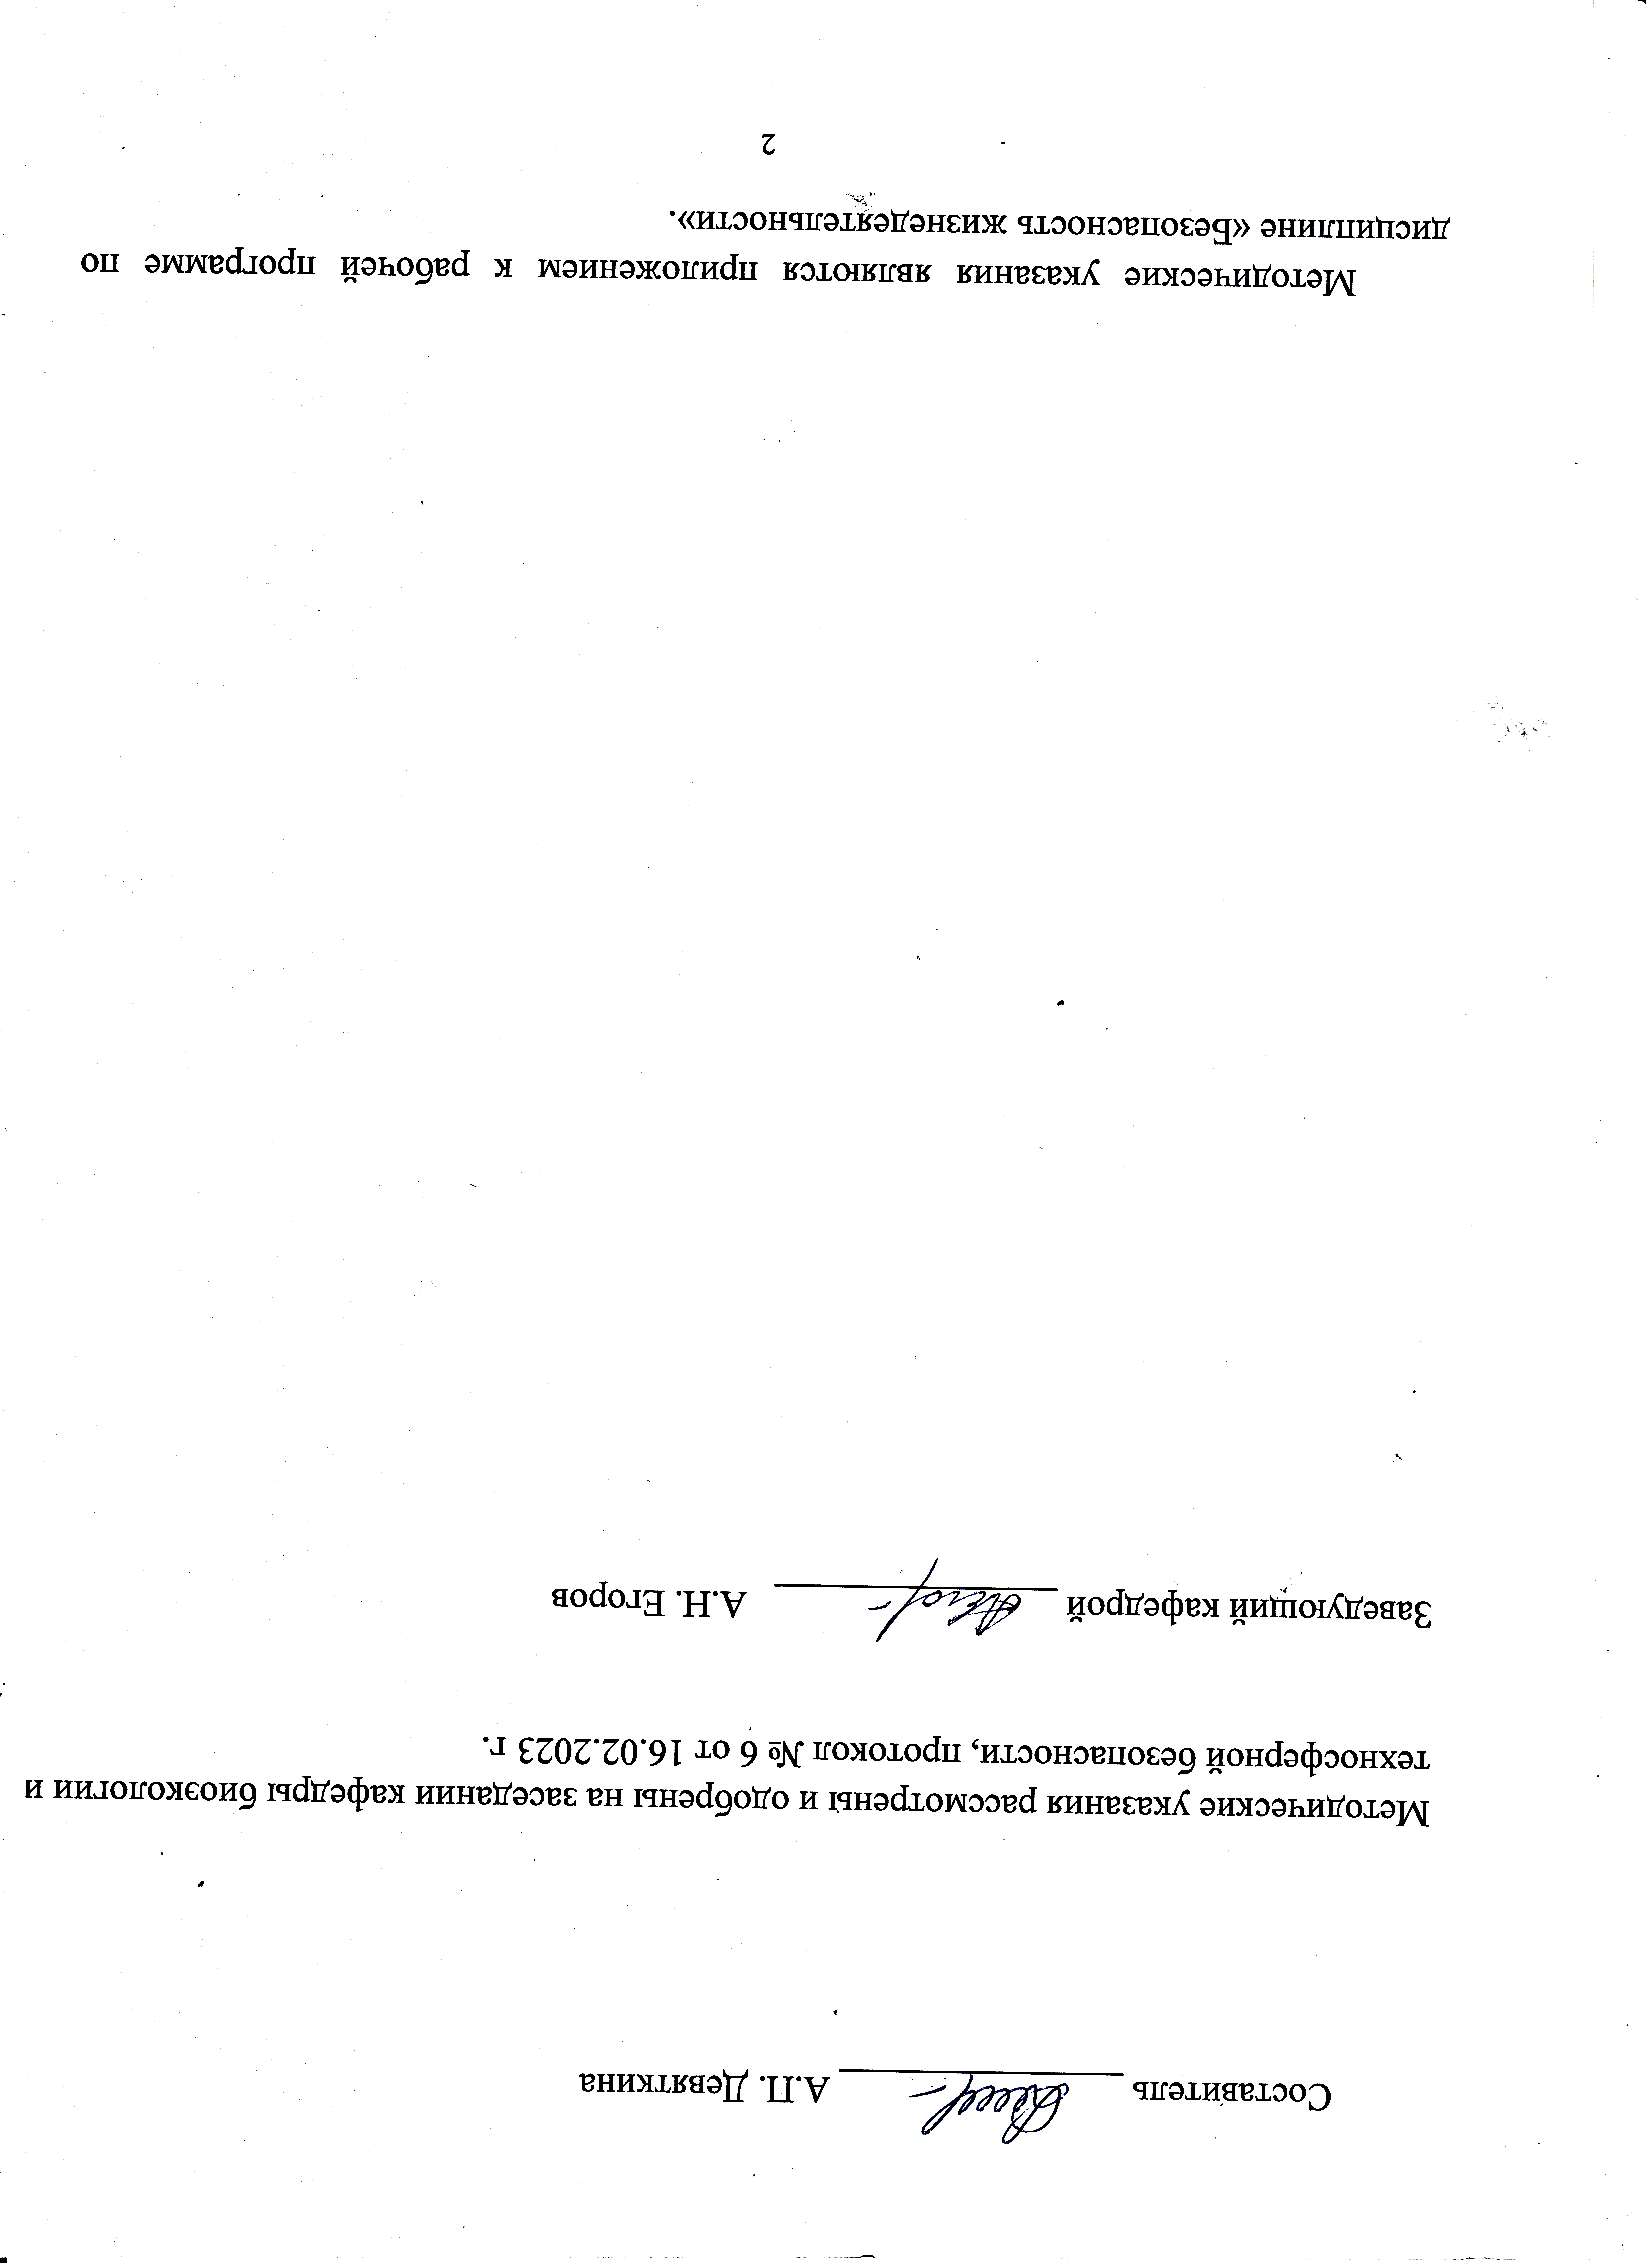 Составитель А.П. Девяткина
Методические указания рассмотрены и одобрены на заседании кафедры биоэкологии и
техносферной безопасности, протокол № 6 от 16.02.2023 г.
Заведующий кафедрой А.Н. Егоров
Методические указания являются приложением к рабочей программе по
дисциплине «Безопасность жизнедеятельности».
2